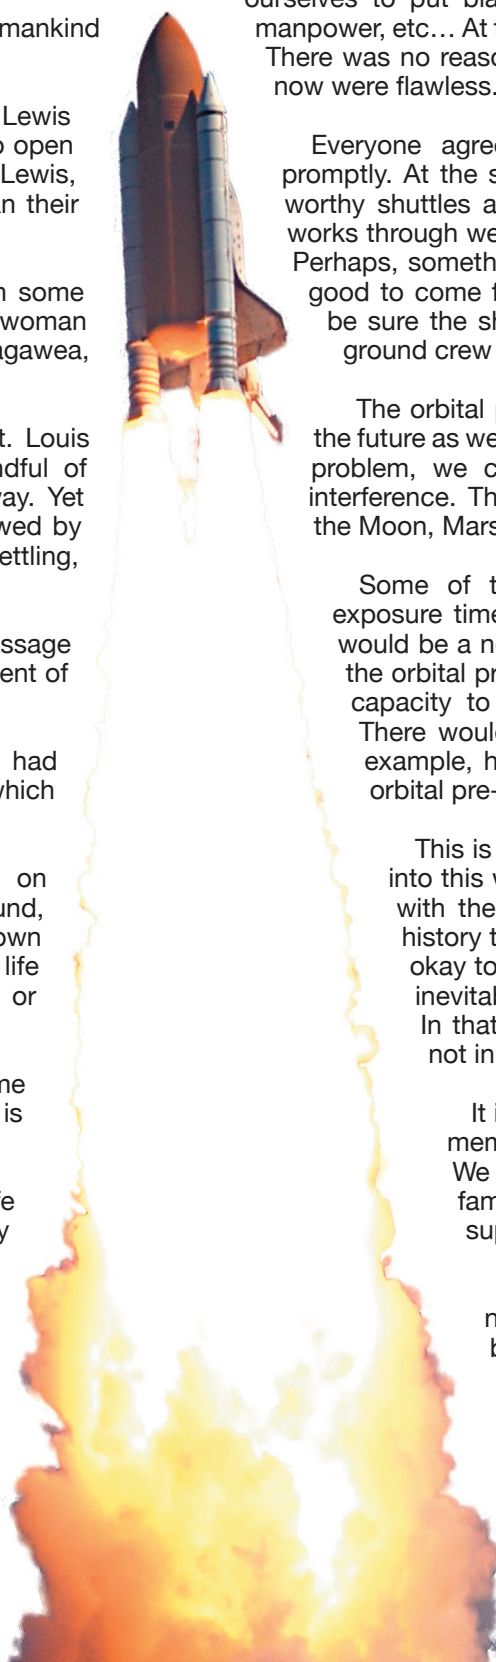 mankind
Lewis
o open
Lewis,
n their
n some
woman
agawea,
t. Louis
ndful of
way. Yet
wed by
ettling,
ssage
ent of
had
which
on
und,
own
life
or
me
is
fe
y
ourselves to put bla
manpower, etc… At t
There was no reaso
now were flawless.
Everyone agre
promptly. At the s
worthy shuttles a
works through we
Perhaps, someth
good to come f
be sure the sh
ground crew
The orbital p
the future as we
problem, we c
interference. Th
the Moon, Mars
Some of t
exposure time
would be a ne
the orbital pr
capacity to
There woul
example, h
orbital pre-
This is
into this v
with the
history t
okay to
inevital
In that
not in
It i
men
We
fam
sup
n
b